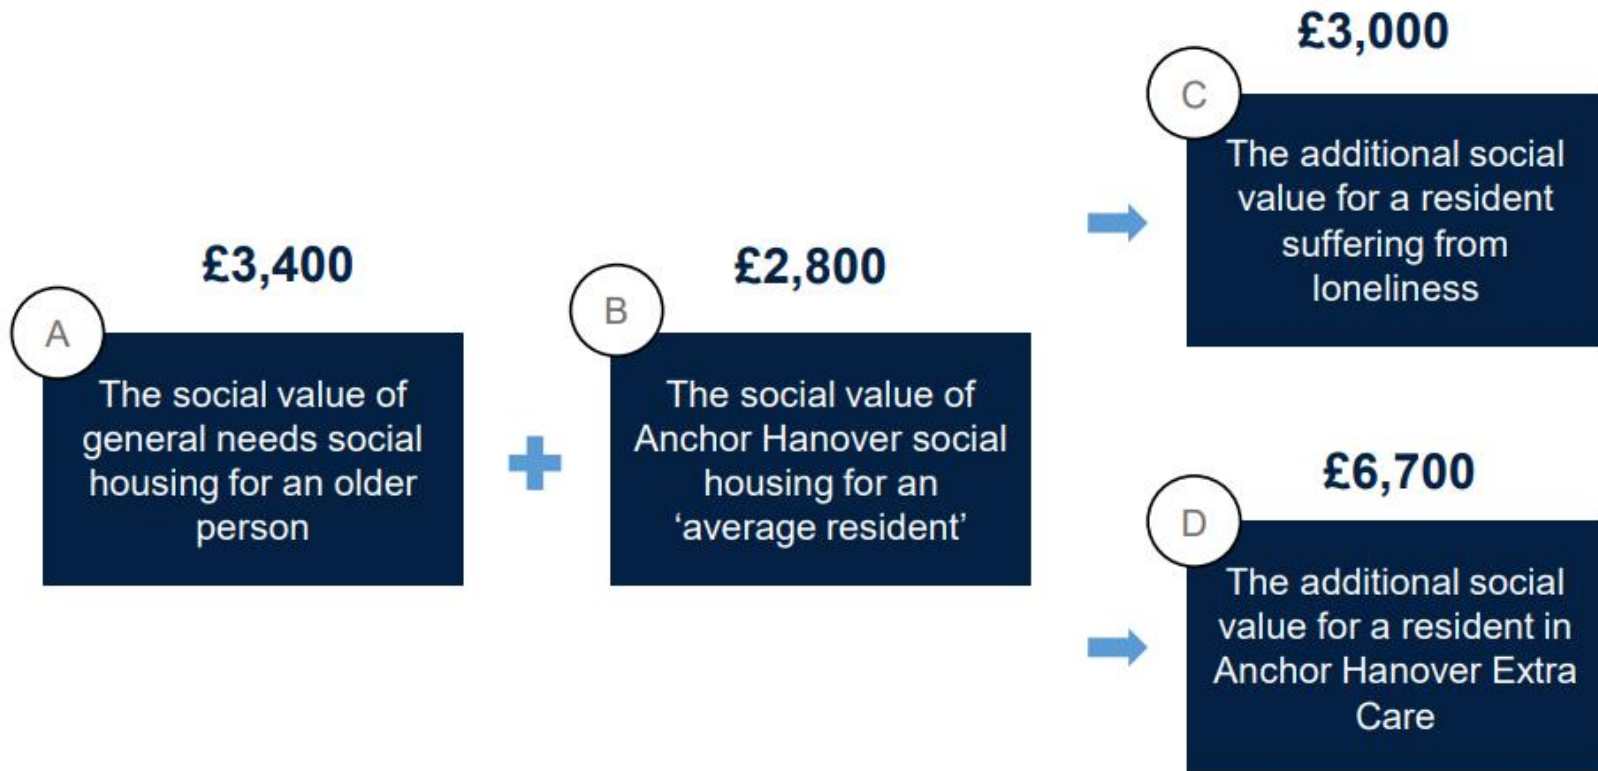 £3,400
A
The social value of
general needs social
housing for an older
person
£2,800
B
The social value of
Anchor Hanover social
housing for an
‘average resident’
£3,000
C
The additional social
value for a resident
suffering from
loneliness
£6,700
D
The additional social
value for a resident in
Anchor Hanover Extra
Care